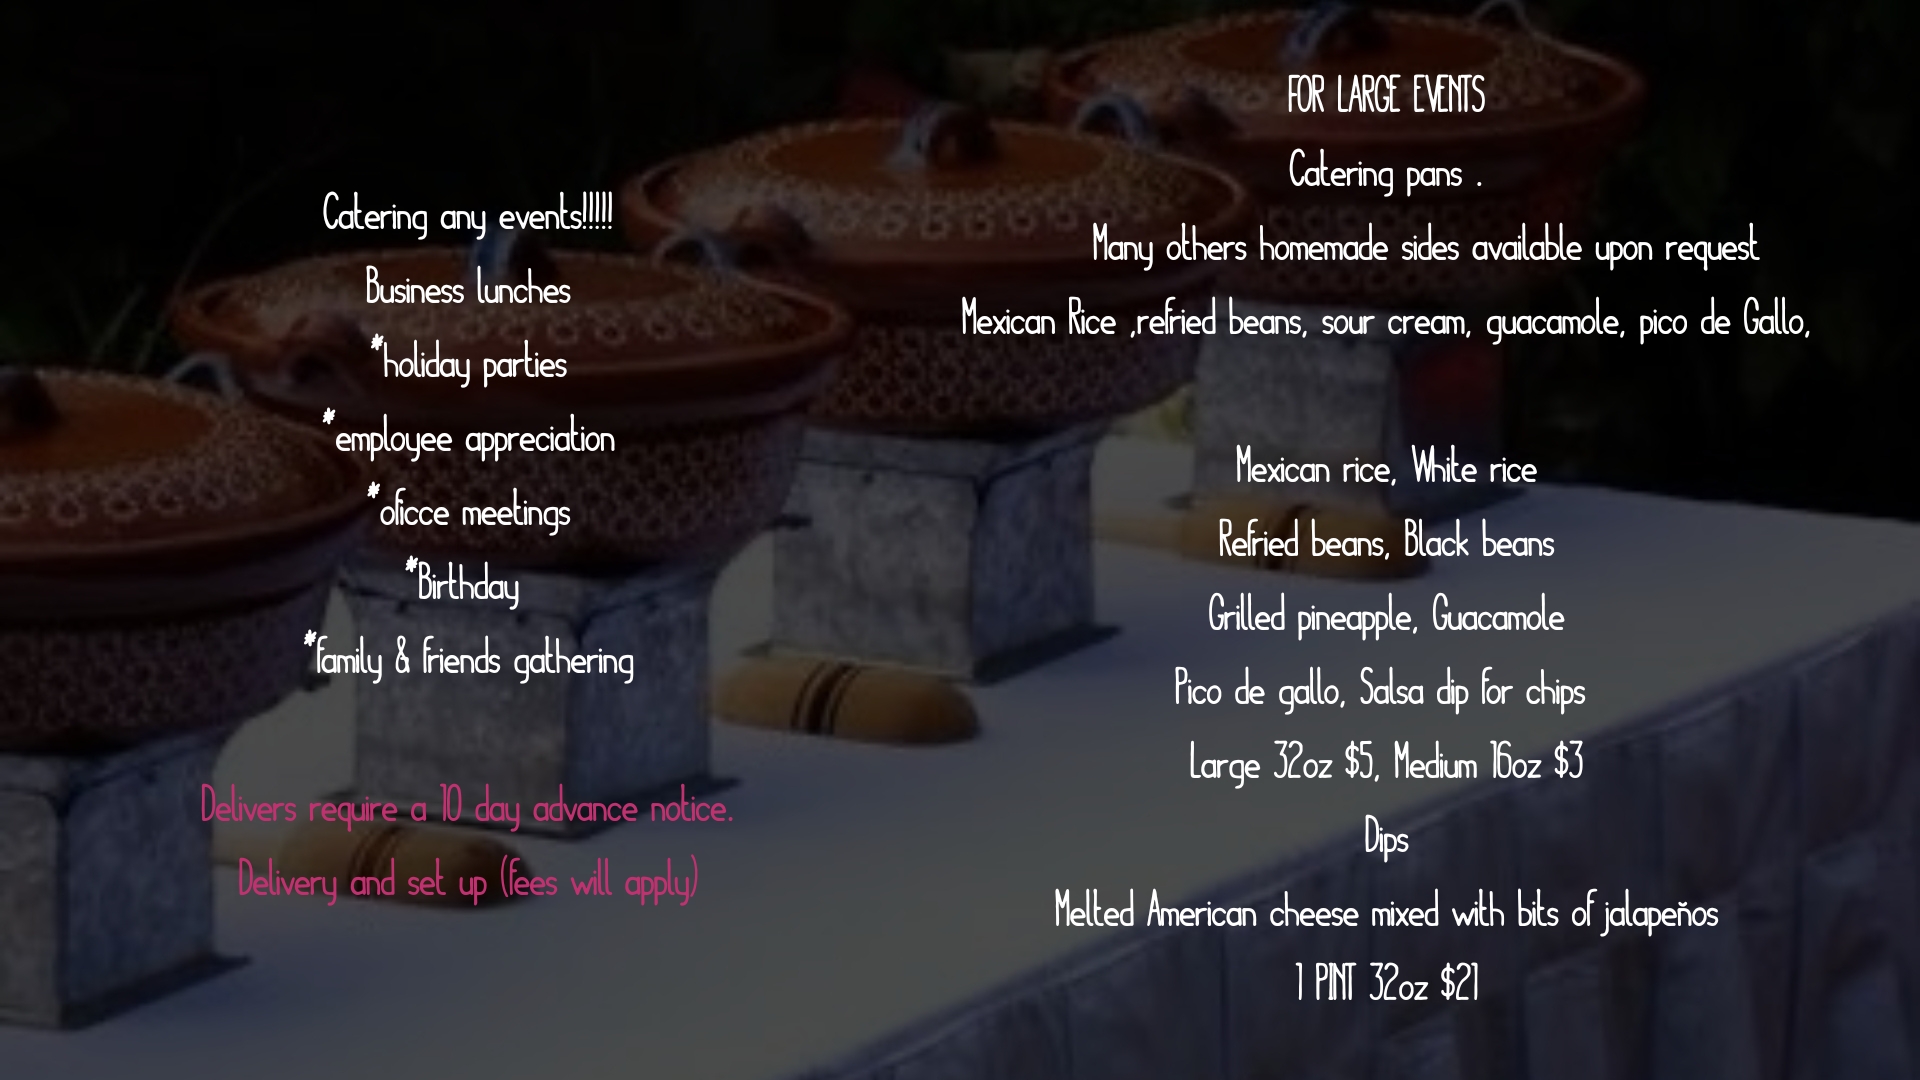 Catering any events!!!!!
Business lunches
*holiday parties
*employee appreciation
*oficce meetings
*Birthday
*family & friends gathering
Delivers require a 10 day advance notice.
Delivery and set up (fees will apply)
FOR LARGE EVENTS
Catering pans .
Many others homemade sides available upon request
Mexican Rice ,refried beans, sour cream, guacamole, pico de Gallo,
Mexican rice, White rice
Refried beans, Black beans
Grilled pineapple, Guacamole
Pico de gallo, Salsa dip for chips
Large 32oz $5, Medium 16oz $3
Dips
Melted American cheese mixed with bits of jalapeños
1 PINT 32oz $21